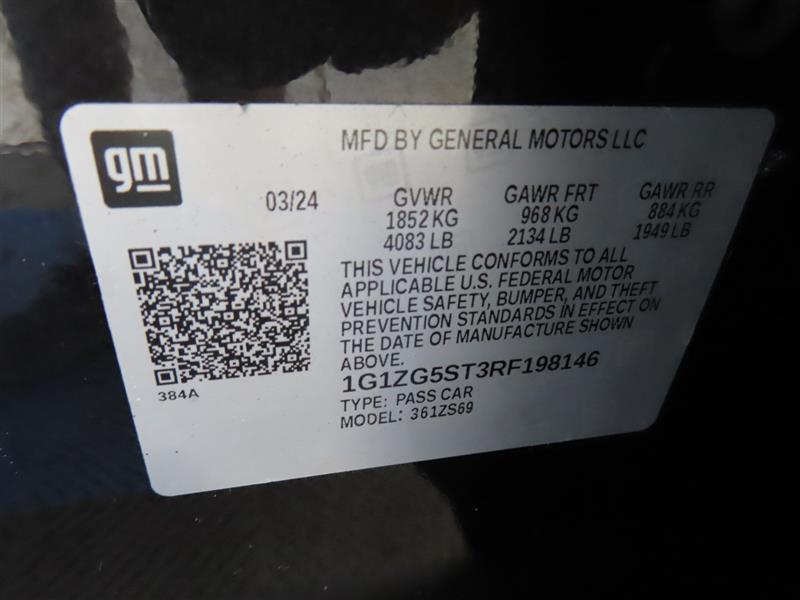 gm
MFD BY GENERAL MOTORS LLC
03/24 GVWR GAWR FRT GAWR RR
1852 KG 968 KG 884 KG
4083 LB 2134 LB 1949 LB
THIS VEHICLE CONFORMS TO ALL
APPLICABLE U.S. FEDERAL MOTOR
VEHICLE SAFETY, BUMPER, AND THEFT
PREVENTION STANDARDS IN EFFECT ON
THE DATE OF MANUFACTURE SHOWN
ABOVE.
1G1ZG5ST3RF198146
384A
TYPE: PASS CAR
MODEL: 361ZS69